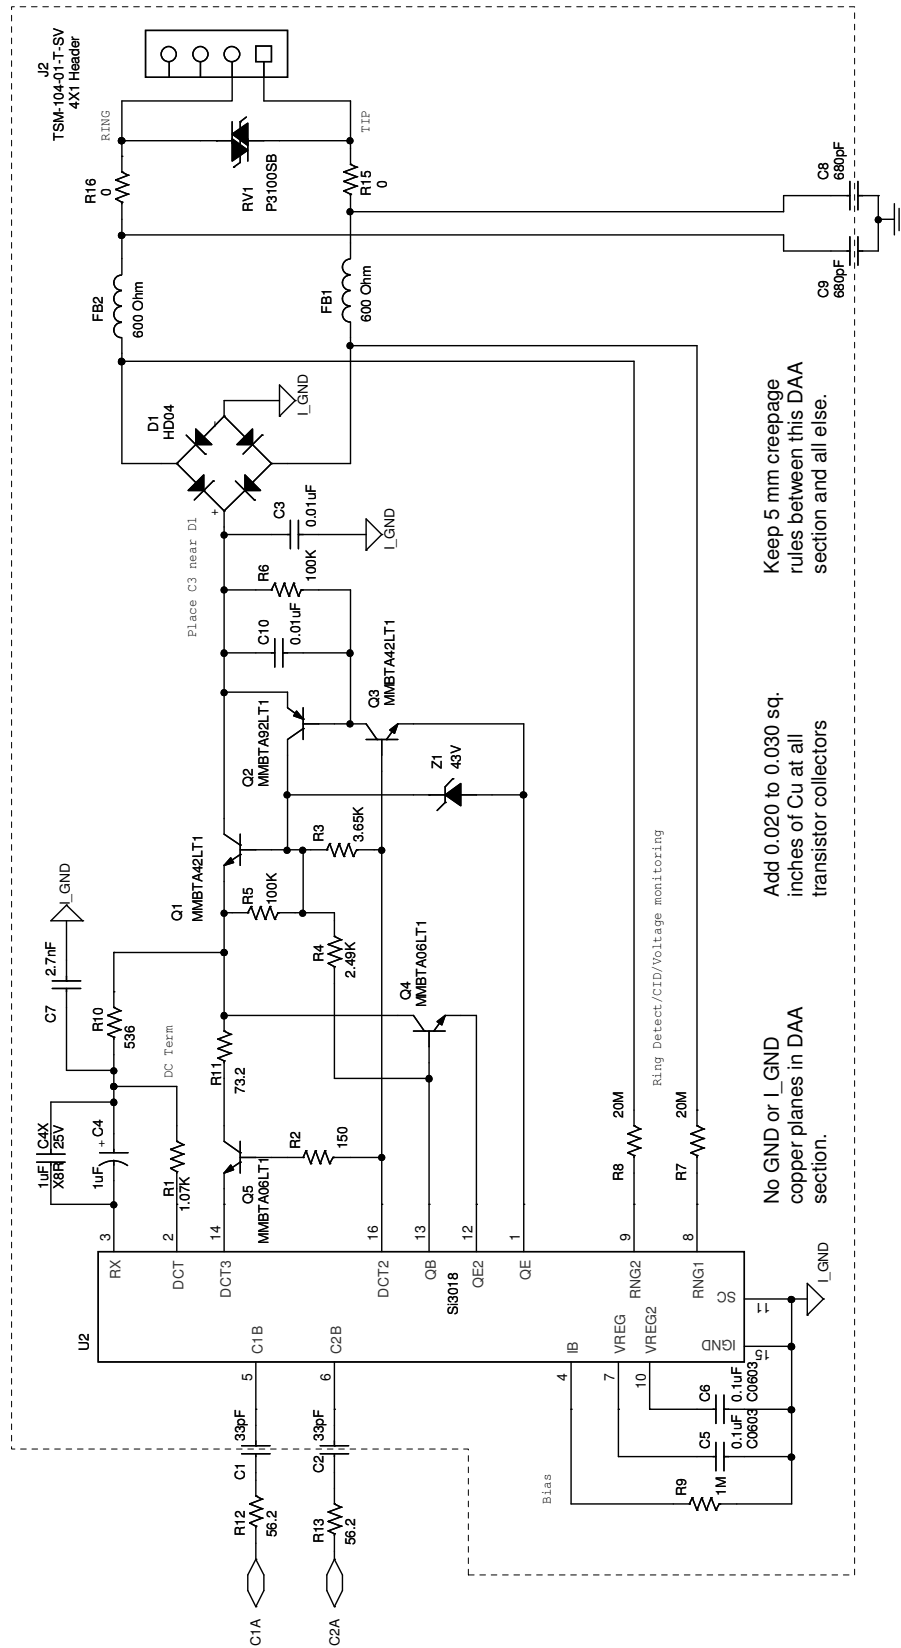 J2
TSM-104-01-T-SV
4X1 Header
RING
TIP
RV1
P3100SB
R16
0
R15
0
FB2
600 Ohm
FB1
600 Ohm
C8
680pF
C9
680pF
D1
HD04
-
+
I_GND
Place C3 near D1
C3
0.01uF
I_GND
R6
100K
C10
0.01uF
Q2
MMBTA92LT1
Q3
MMBTA42LT1
Z1
43V
Q1
MMBTA42LT1
R3
3.65K
R5
100K
R4
2.49K
Q4
MMBTA06LT1
I_GND
C7
2.7nF
R10
536
DC Term
R11
73.2
C4X
1uF
25V
X8R
+
C4
1uF
R1
1.07K
Q5
MMBTA06LT1
R2
150
Ring Detect/CID/Voltage monitoring
R8
20M
R7
20M
Keep 5 mm creepage
rules between this DAA
section and all else.
Add 0.020 to 0.030 sq.
inches of Cu at all
transistor collectors
No GND or I_GND
copper planes in DAA
section.
U2
Si3018
3
RX
2
DCT
14
DCT3
16
DCT2
13
QB
12
QE2
1
QE
9
RNG2
8
RNG1
SC
11
IGND
15
I_GND
C1B
5
C2B
6
IB
4
VREG
7
VREG2
10
C1
33pF
C2
33pF
R12
56.2
R13
56.2
C1A
C2A
Bias
R9
1M
C5
0.1uF
C0603
C6
0.1uF
C0603